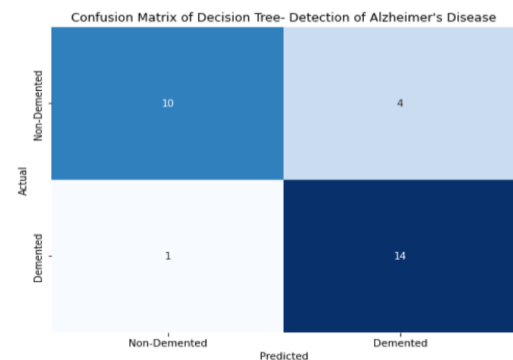 Confusion Matrix of Decision Tree- Detection of Alzheimer's Disease
Non-Demented
10
4
Actual
Demented
1
14
Non-Demented
Demented
Predicted